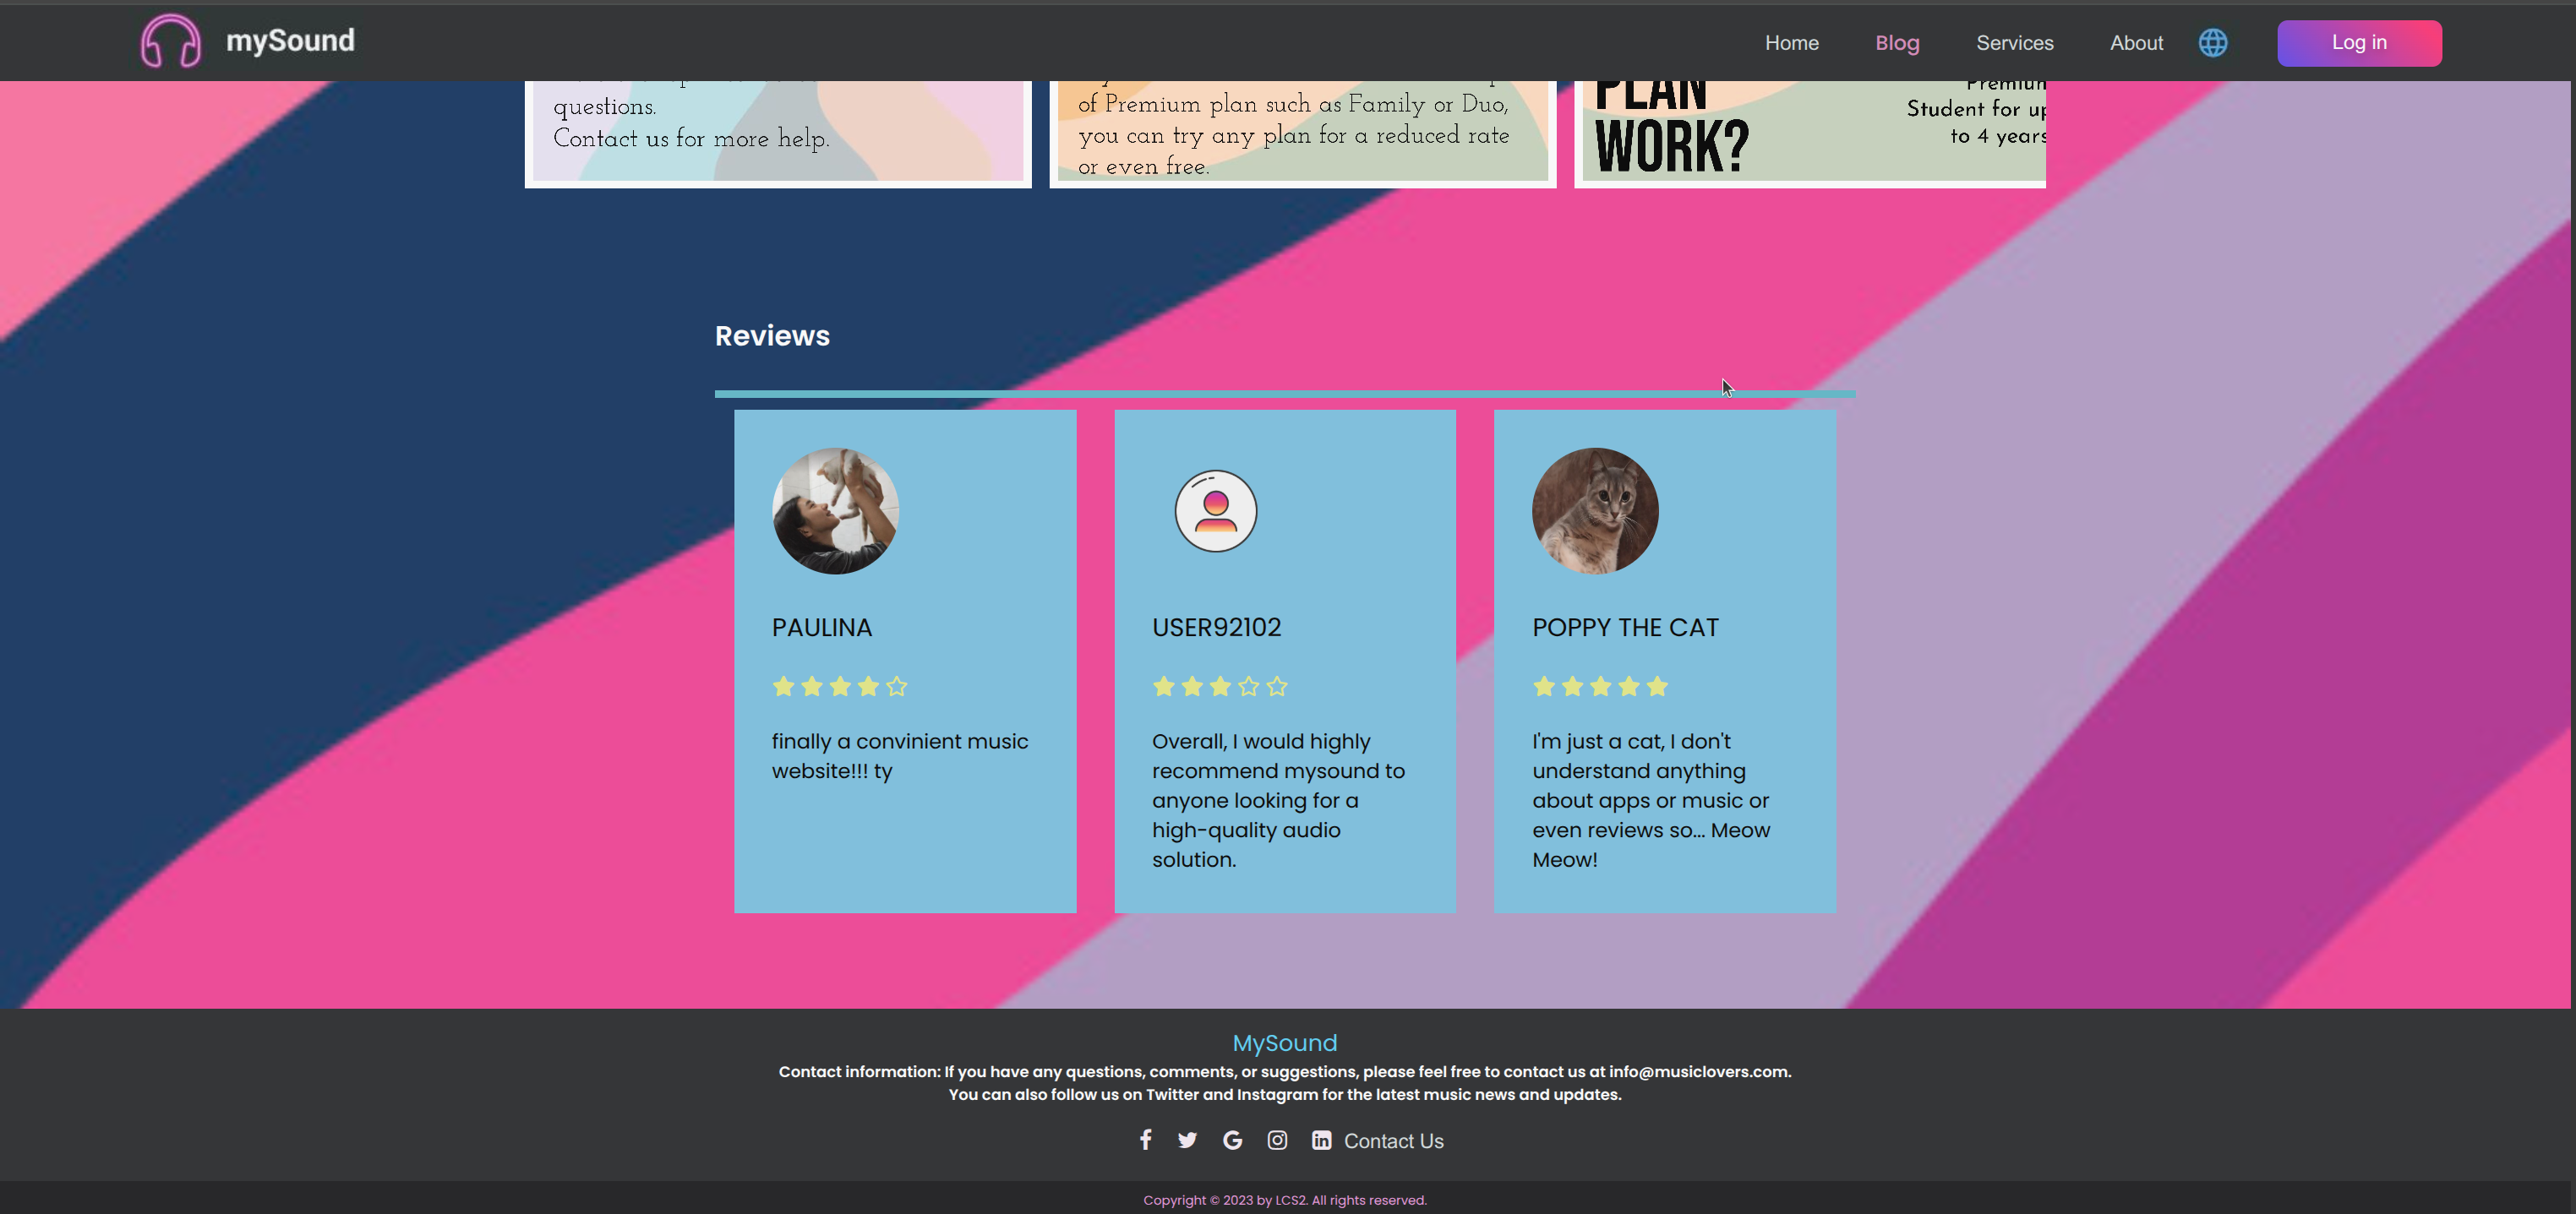 mySound
Home Blog Services About Log in
questions.
Contact us for more help.
of Premium plan such as Family or Duo,
you can try any plan for a reduced rate
or even free.
PLAN
WORK?
Premium
Student for up
to 4 years
Reviews
PAULINA
finally a convinient music
website!!! ty
USER92102
Overall, I would highly
recommend mysound to
anyone looking for a
high-quality audio
solution.
POPPY THE CAT
I'm just a cat, I don't
understand anything
about apps or music or
even reviews so... Meow
Meow!
MySound
Contact information: If you have any questions, comments, or suggestions, please feel free to contact us at info@musiclovers.com.
You can also follow us on Twitter and Instagram for the latest music news and updates.
Contact Us
Copyright © 2023 by LCS2. All rights reserved.